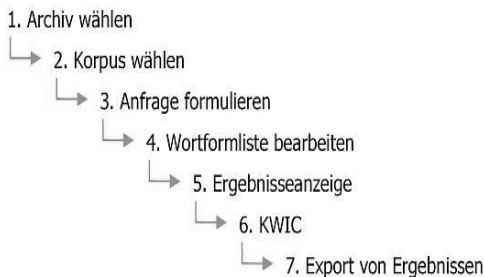 1. Archiv wählen
2. Korpus wählen
3. Anfrage formulieren
4. Wortformliste bearbeiten
5. Ergebnisseanzeige
6. KWIC
7. Export von Ergebnissen